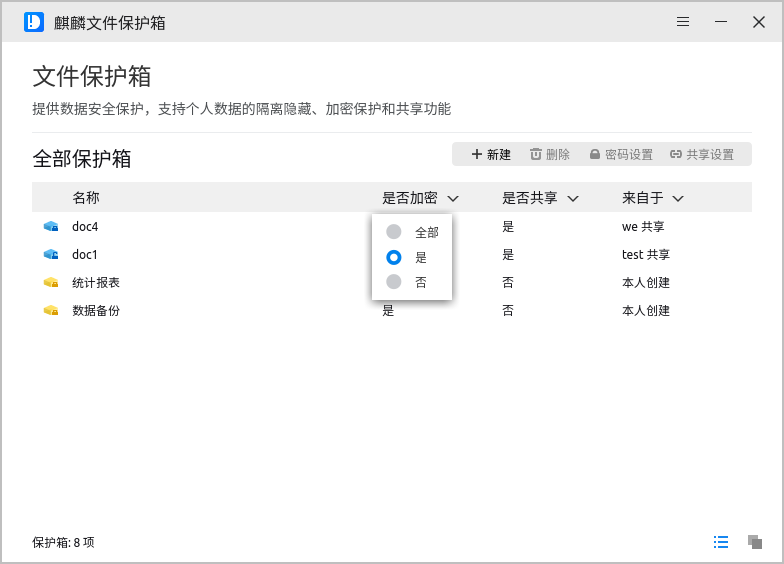 麒麟文件保护箱
文件保护箱
提供数据安全保护，支持个人数据的隔离隐藏、加密保护和共享功能
全部保护箱
新建 删除 密码设置 共享设置
名称 是否加密 是否共享 来自于
doc4 是 we 共享
doc1 是 test 共享
统计报表 否 本人创建
数据备份 是 否 本人创建
全部
是
否
保护箱: 8 项